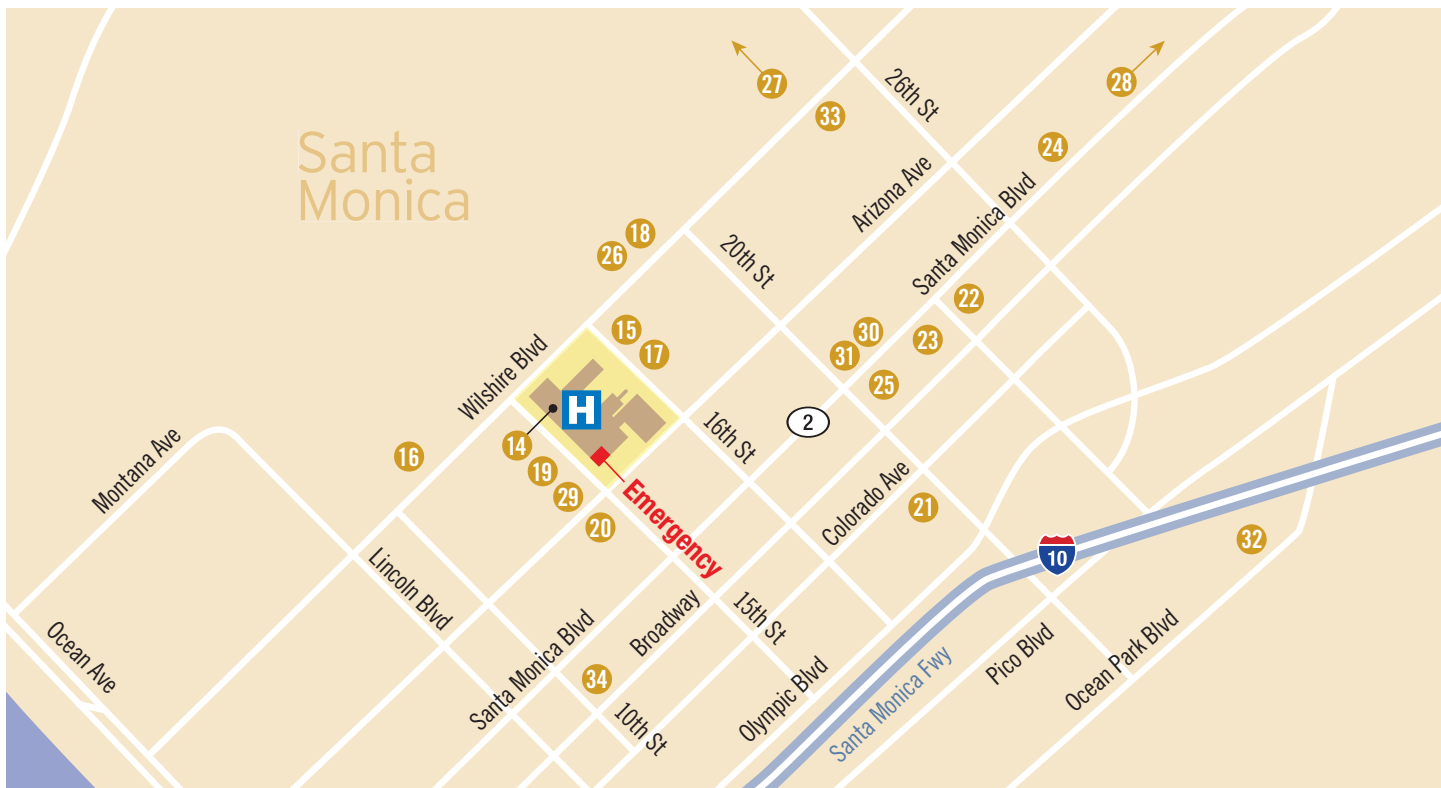 27
28
26th St
33
24
Santa
Monica
Arizona Ave
Santa Monica Blvd
18
26
20th St
22
15
30
23
17
31
Wilshire Blvd
25
H
2
16th St
14
16
19
Montana Ave
29
Colorado Ave
21
20
Emergency
32
10
Lincoln Blvd
15th St
Broadway
Santa Monica Blvd
Ocean Ave
34
Pico Blvd
Ocean Park Blvd
Olympic Blvd
Santa Monica Fwy
10th St